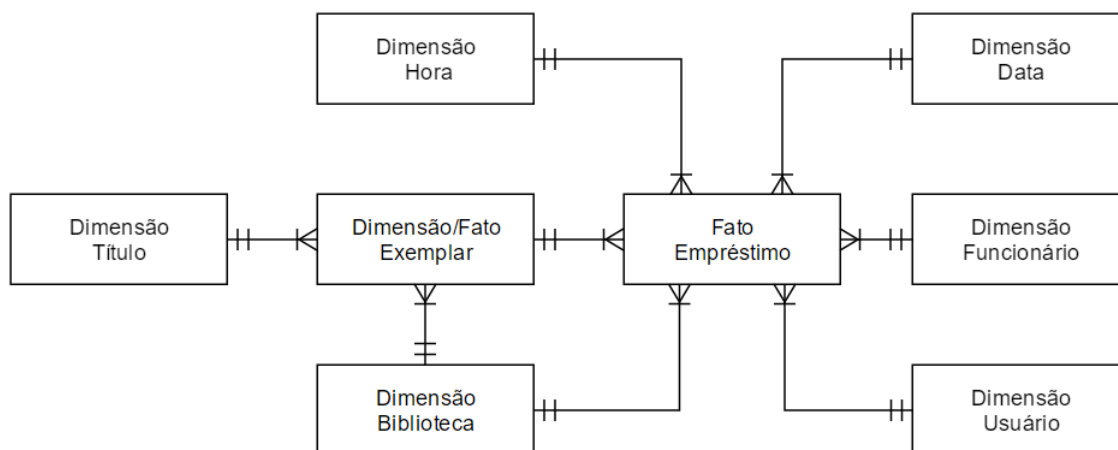 Dimensão
Hora
Dimensão
Data
Dimensão
Título
Dimensão/Fato
Exemplar
Fato
Empréstimo
Dimensão
Funcionário
Dimensão
Biblioteca
Dimensão
Usuário